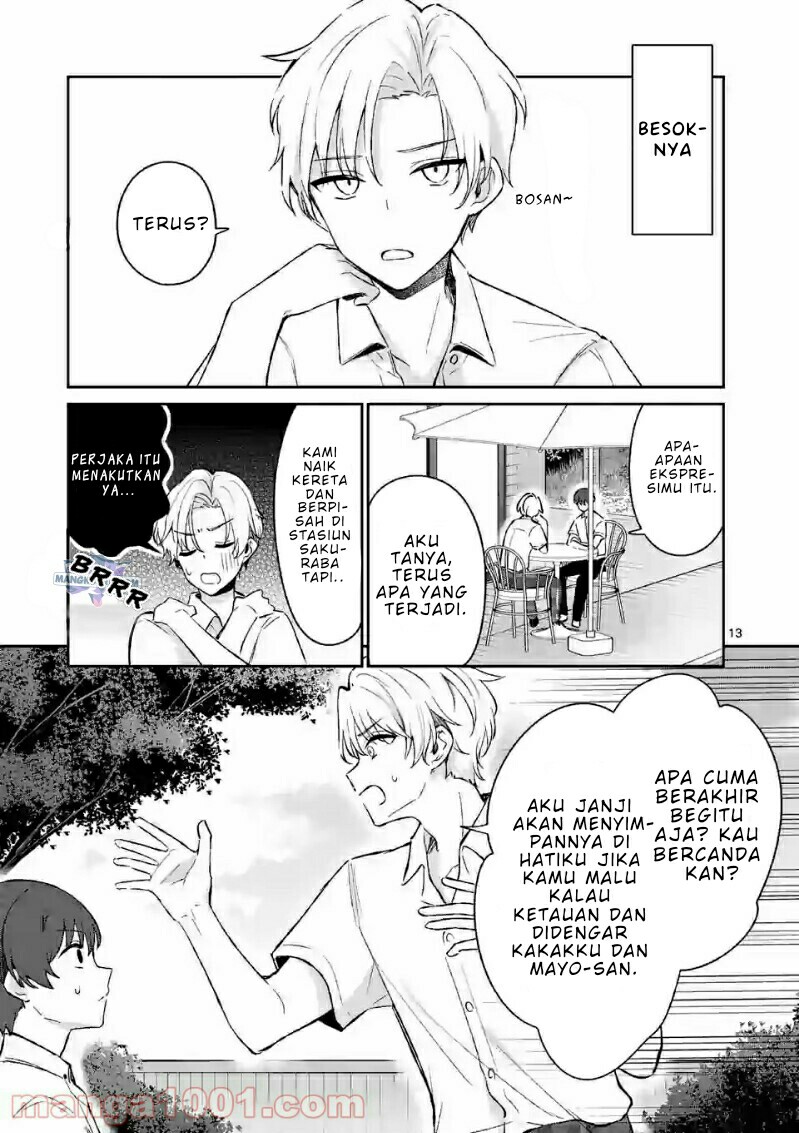 BESOK-
NYA
BOSAN~
TERUS?
APA-
APAAN
EKSPRE-
SIMU ITU.
AKU
TANYA,
TERUS
APA YANG
TERJADI.
13
KAMI
NAIK
KERETA
DAN
BERPI-
SAH DI
STASIUN
SAKU-
RABA
TAPI..
PERJAKA ITU
MENAKUTKAN
YA...
BRRR
APA CUMA
BERAKHIR
BEGITU
AJA? KAU
BERCANDA
KAN?
AKU JANJI
AKAN MENYIM-
PANNYA DI
HATIKU JIKA
KAMU MALU
KALAU
KETAUAN DAN
DIDENGAR
KAKAKKU DAN
MAYO-SAN.
manga1001.com